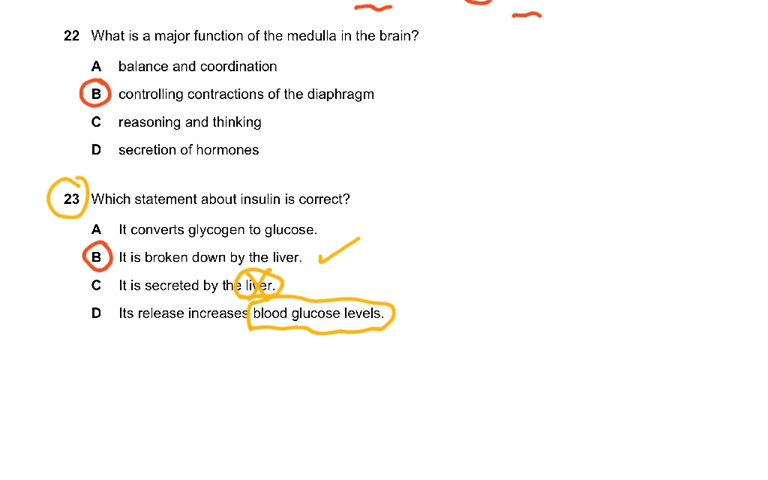 22 What is a major function of the medulla in the brain?
A balance and coordination
B controlling contractions of the diaphragm
C reasoning and thinking
D secretion of hormones
23 Which statement about insulin is correct?
A It converts glycogen to glucose.
B It is broken down by the liver.
C It is secreted by the liver.
D Its release increases blood glucose levels.